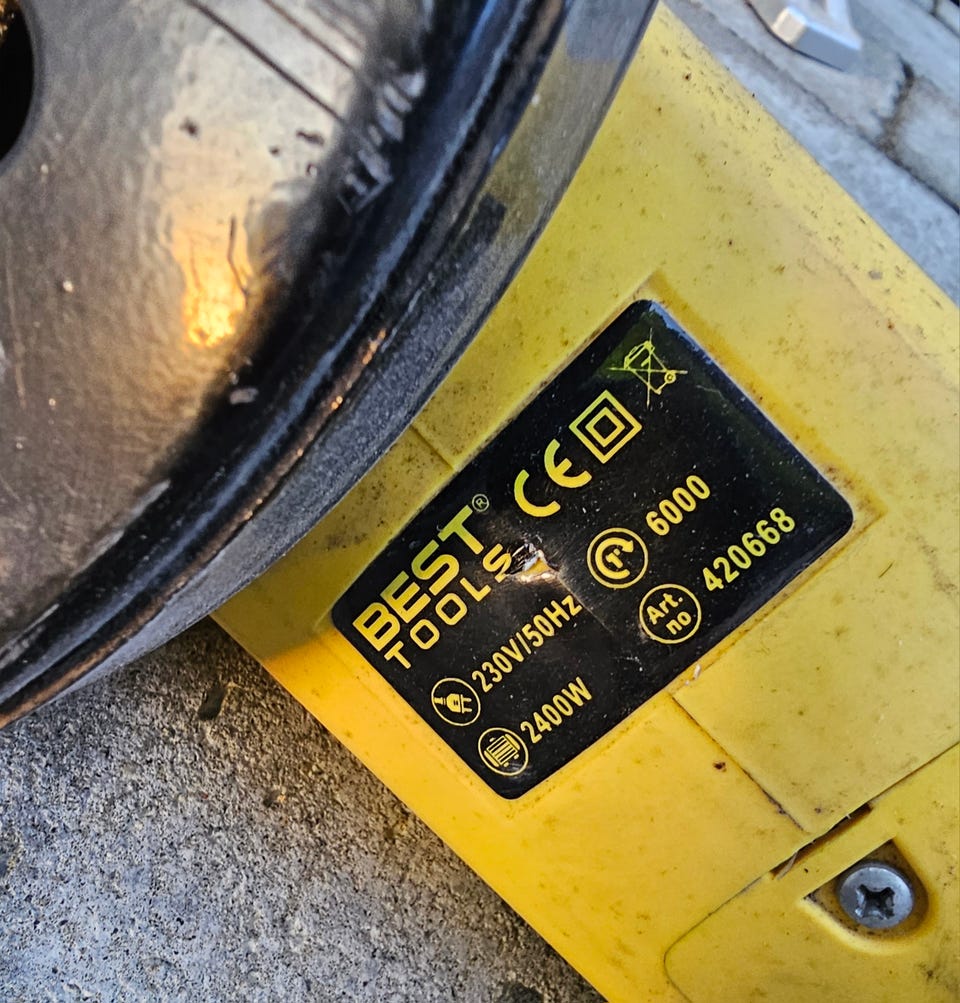 BEST®
TOOLS
CE
230V/50Hz
n 6000
2400W
Art. no 420668